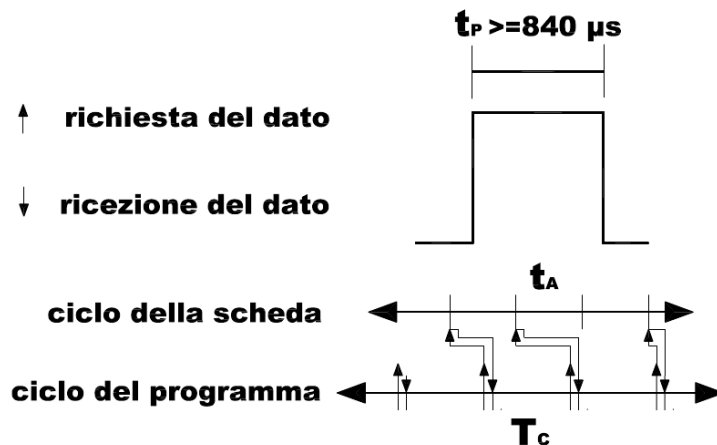 tP >=840 µs
richiesta del dato
ricezione del dato
tA
ciclo della scheda
ciclo del programma
Tc